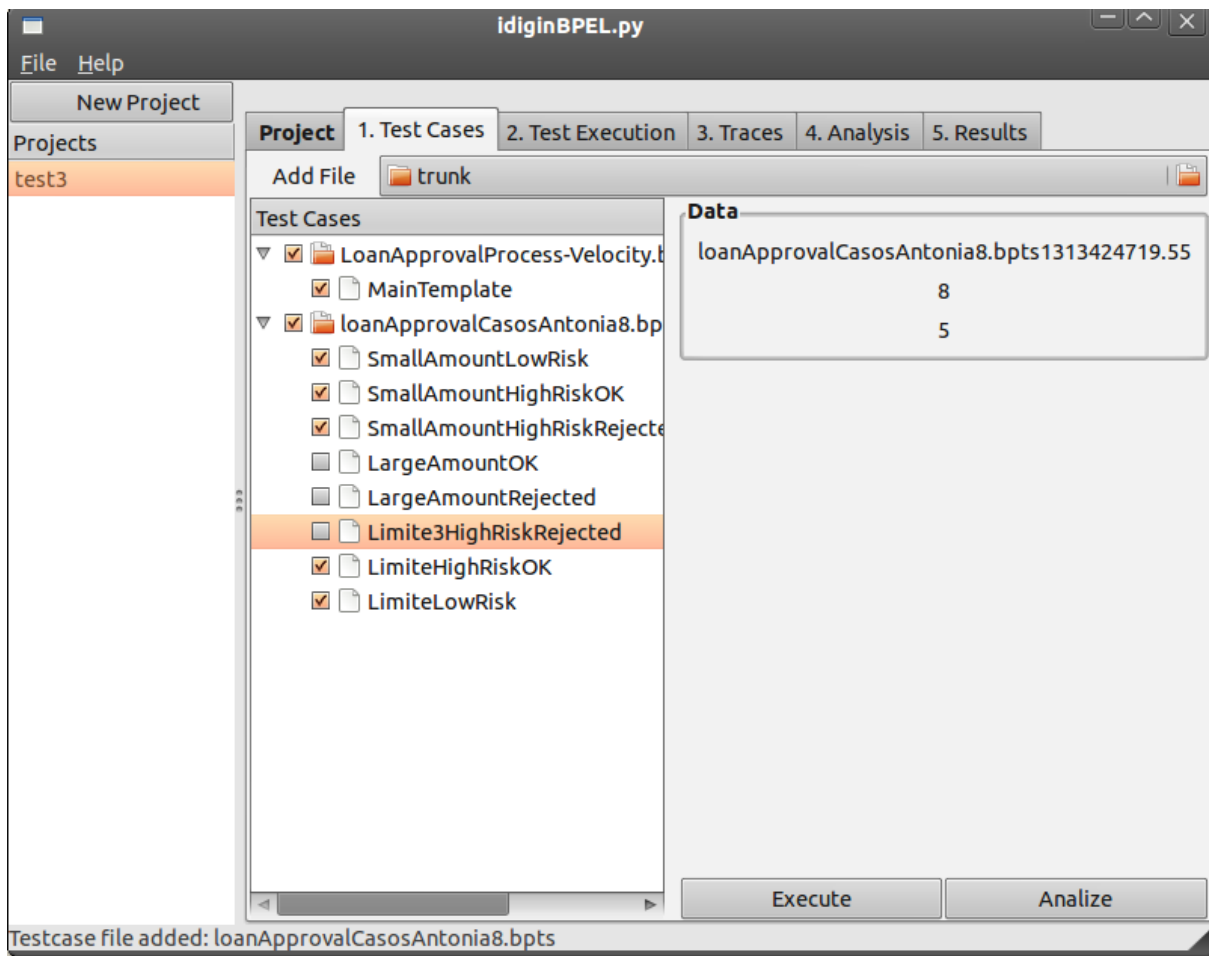 idiginBPEL.py
File Help
New Project
Projects
test3
Project 1. Test Cases 2. Test Execution 3. Traces 4. Analysis 5. Results
Add File trunk
Test Cases
LoanApprovalProcess-Velocity.b
MainTemplate
loanApprovalCasosAntonia8.bp
SmallAmountLowRisk
SmallAmountHighRiskOK
SmallAmountHighRiskRejecte
LargeAmountOK
LargeAmountRejected
Limite3HighRiskRejected
LimiteHighRiskOK
LimiteLowRisk
Data
loanApprovalCasosAntonia8.bpts1313424719.55
8
5
Execute Analize
Testcase file added: loanApprovalCasosAntonia8.bpts